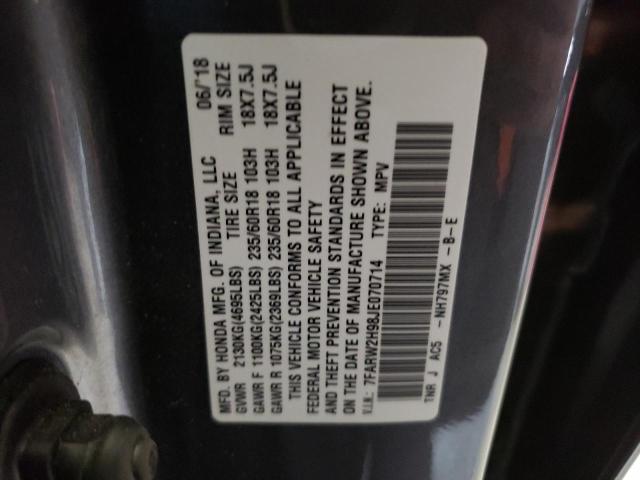 MFD. BY HONDA MFG. OF INDIANA, LLC 06/'18
GVWR 2130KG(4695LBS) TIRE SIZE RIM SIZE
GAWR F 1100KG(2425LBS) 235/60R18 103H 18X7.5J
GAWR R 1075KG(2369LBS) 235/60R18 103H 18X7.5J
THIS VEHICLE CONFORMS TO ALL APPLICABLE
FEDERAL MOTOR VEHICLE SAFETY
AND THEFT PREVENTION STANDARDS IN EFFECT
ON THE DATE OF MANUFACTURE SHOWN ABOVE.
V.I.N.: 7FARW2H98JE070714 TYPE: MPV
TNR J AC5 -NH797MX -B-E